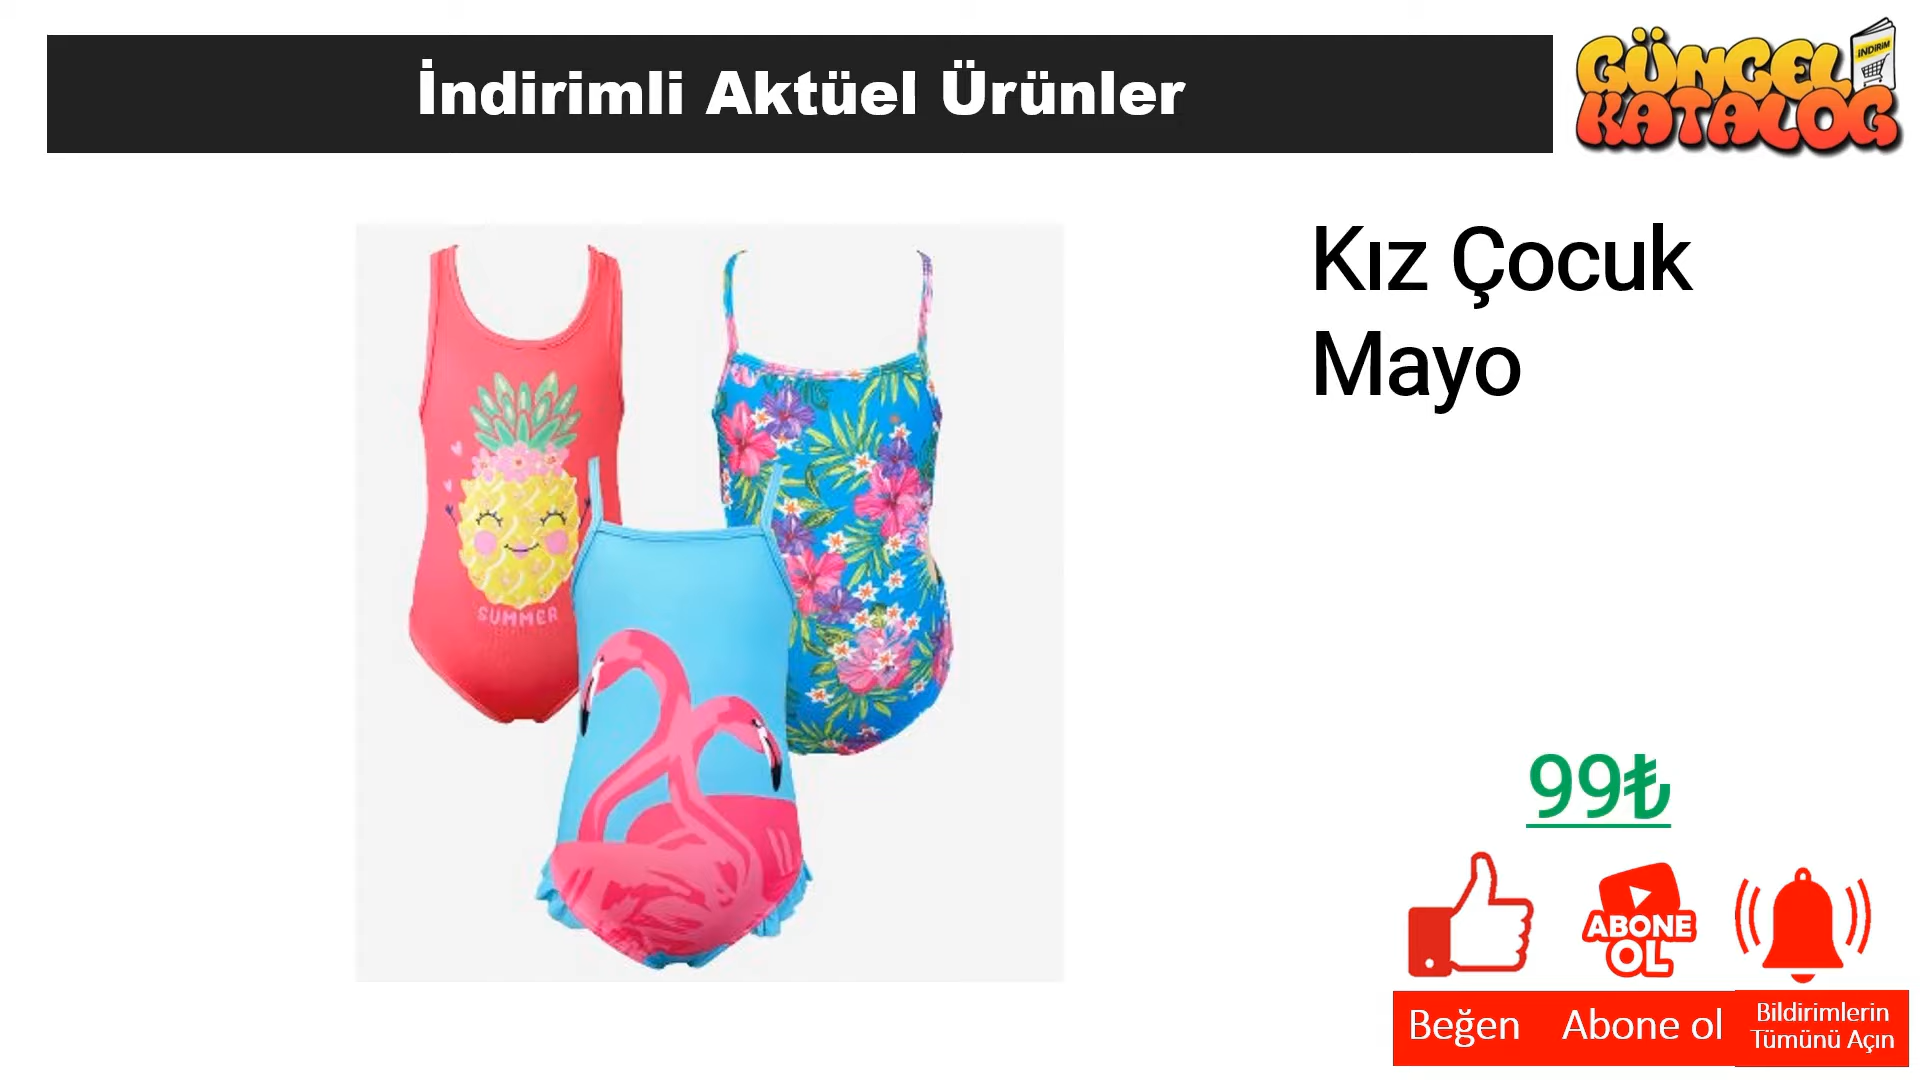 İndirimli Aktüel Ürünler
GÜNCEL
KATALOG
İNDİRİM
Kız Çocuk
Mayo
SUMMER
99₺
ABONE
OL
Beğen
Abone ol
Bildirimlerin
Tümünü Açın